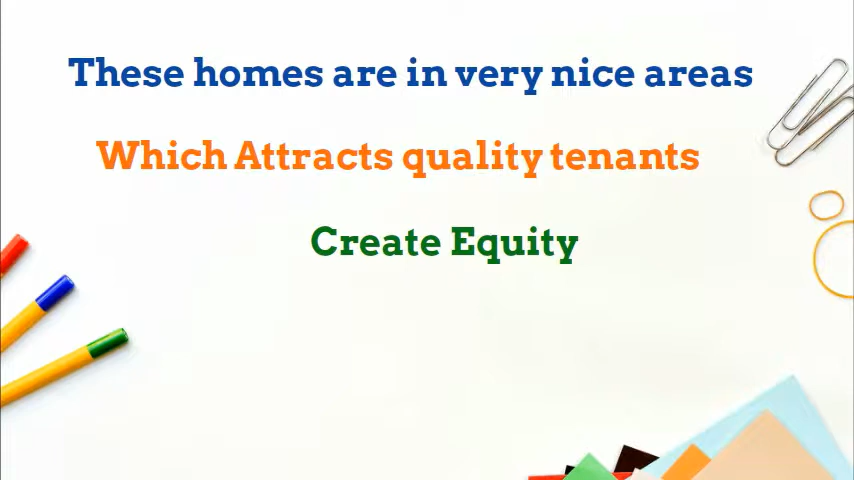 These homes are in very nice areas
Which Attracts quality tenants
Create Equity